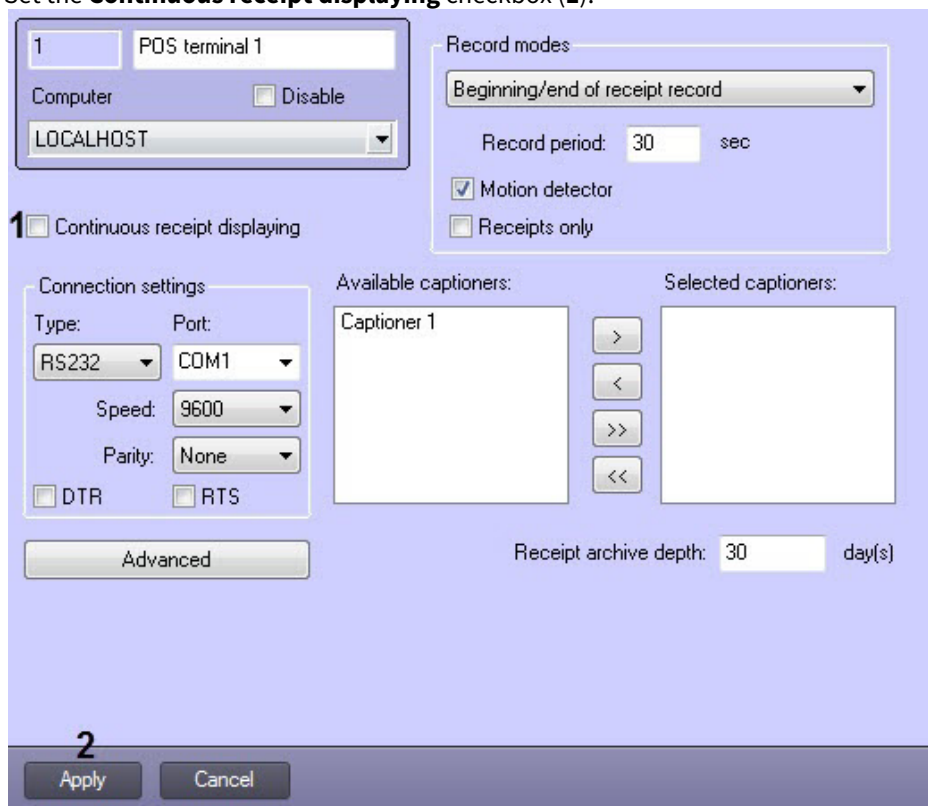 Set the Continuous receipt displaying checkbox (1).
1 POS terminal 1
Computer Disable
LOCALHOST
Record modes
Beginning/end of receipt record
Record period: 30 sec
Motion detector
Receipts only
1 Continuous receipt displaying
Connection settings
Type: Port:
RS232 COM1
Speed: 9600
Parity: None
DTR RTS
Available captioners:
Captioner 1
>
<
>>
<<
Selected captioners:
Advanced
Receipt archive depth: 30 day(s)
2
Apply Cancel